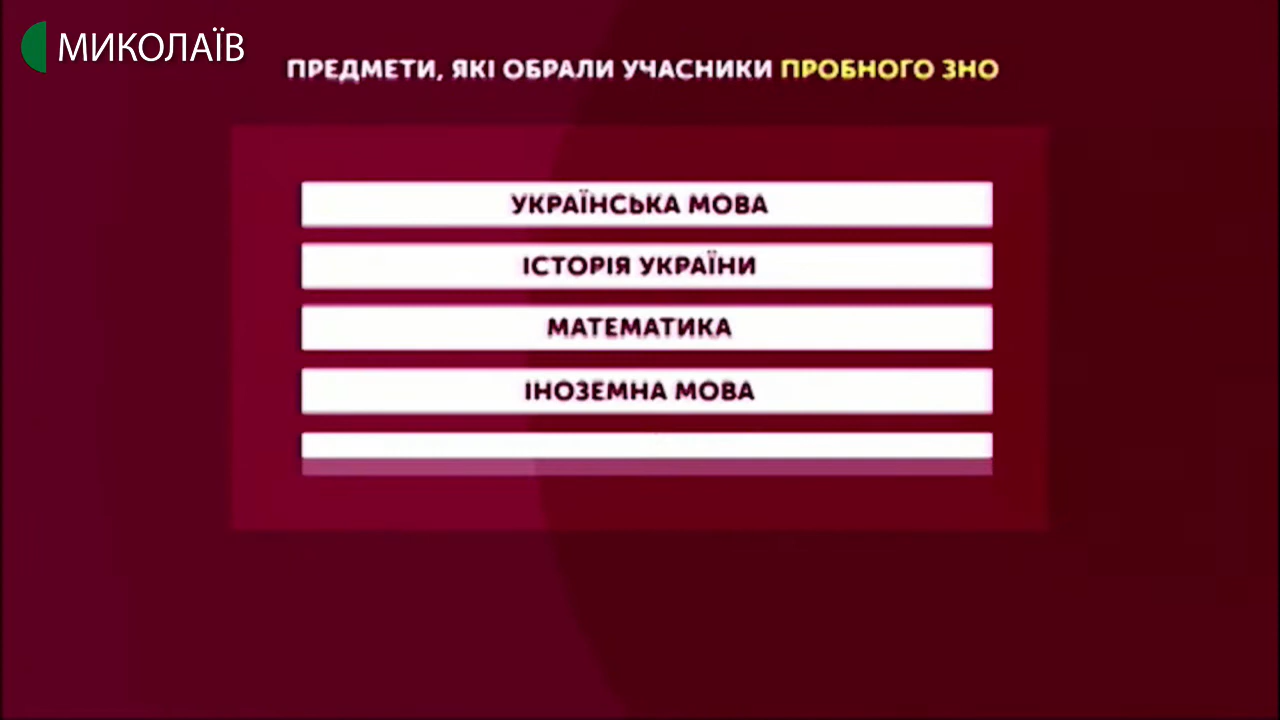 МИКОЛАЇВ
ПРЕДМЕТИ, ЯКІ ОБРАЛИ УЧАСНИКИ ПРОБНОГО ЗНО
УКРАЇНСЬКА МОВА
ІСТОРІЯ УКРАЇНИ
МАТЕМАТИКА
ІНОЗЕМНА МОВА